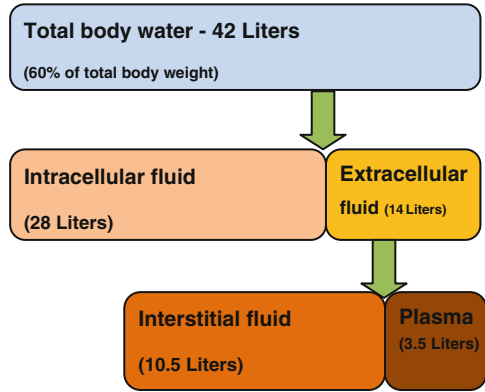 Total body water - 42 Liters
(60% of total body weight)
Intracellular fluid
(28 Liters)
Extracellular
fluid (14 Liters)
Interstitial fluid
(10.5 Liters)
Plasma
(3.5 Liters)